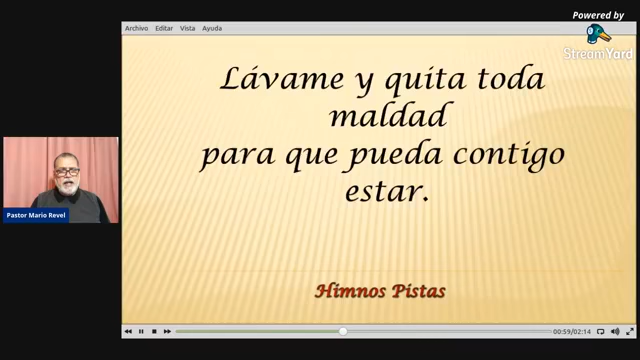 Powered by
StreamYard
Archivo Editar Vista Ayuda
Lávame y quita toda
maldad
para que pueda contigo
estar.
Pastor Mario Revel
Himnos Pistas
00:59/02:14